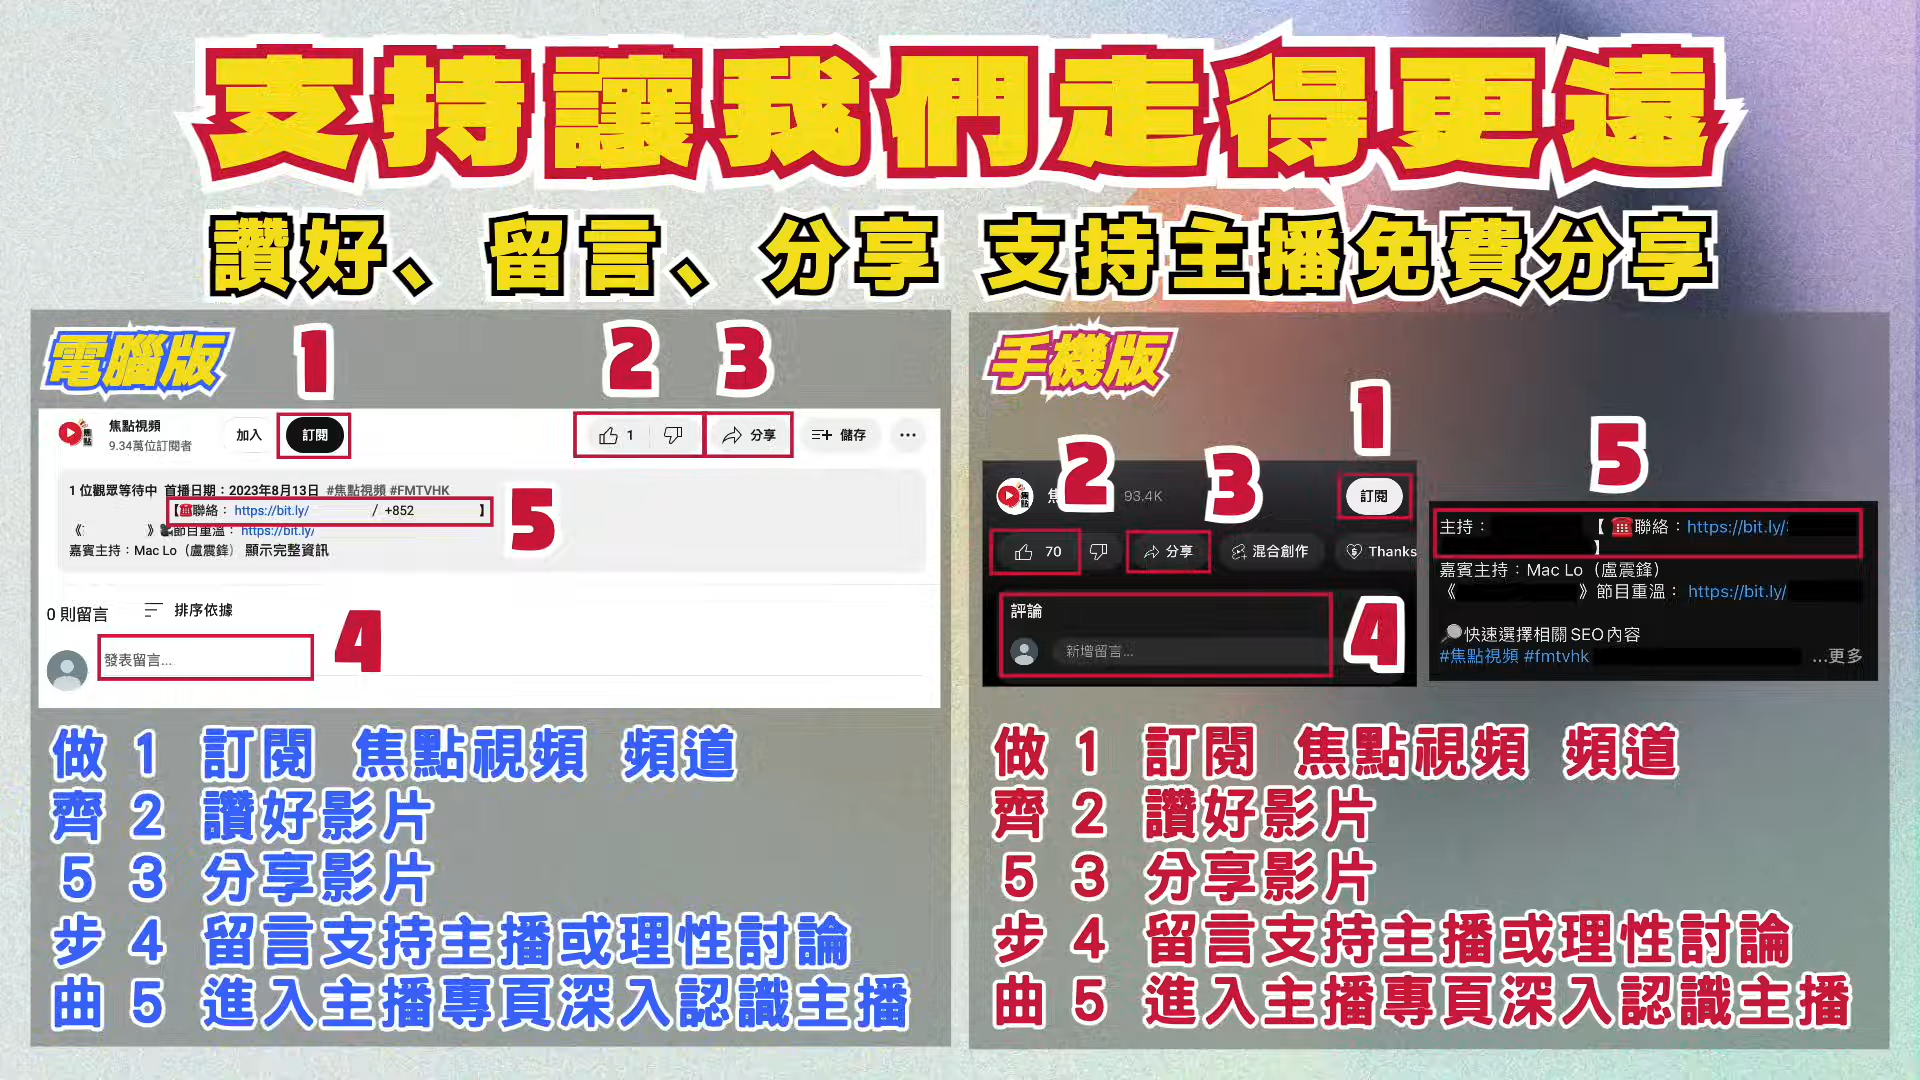 支持讓我們走得更遠
讚好、留言、分享 支持主播免費分享
電腦版
1
2
3
焦點視頻
9.34萬位訂閱者
加入
訂閱
1
分享
儲存
1 位觀眾等待中 首播日期：2023年8月13日 #焦點視頻 #FMTVHK
【☎聯絡： https://bit.ly/ / +852 】
5
《: 》🎥節目重溫： https://bit.ly/
嘉賓主持：Mac Lo（盧震鋒） 顯示完整資訊
0 則留言
排序依據
發表留言...
4
做 1 訂閱 焦點視頻 頻道
齊 2 讚好影片
5 3 分享影片
步 4 留言支持主播或理性討論
曲 5 進入主播專頁深入認識主播
手機版
1
2
3
焦
93.4K
訂閱
70
分享
混合創作
Thanks
評論
新增留言...
4
5
主持： 【 ☎聯絡：https://bit.ly/
】
嘉賓主持：Mac Lo（盧震鋒）
《 》節目重溫： https://bit.ly/
🔎快速選擇相關SEO內容
#焦點視頻 #fmtvhk ...更多
做 1 訂閱 焦點視頻 頻道
齊 2 讚好影片
5 3 分享影片
步 4 留言支持主播或理性討論
曲 5 進入主播專頁深入認識主播